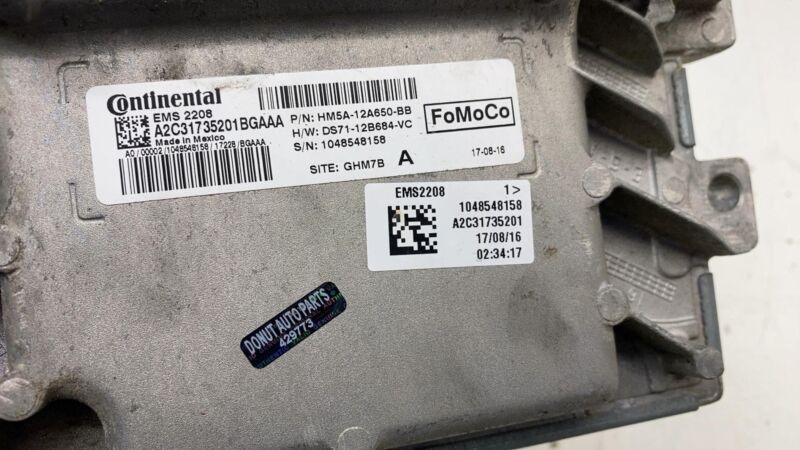 Continental
EMS 2208
A2C31735201BGAAA
Made in Mexico
A0 / 00002 / 1048548158 / 17228 / BGAAA
P/N: HM5A-12A650-BB
H/W: DS71-12B684-VC
S/N: 1048548158
SITE: GHM7B A
FoMoCo
17-08-16
EMS2208 1>
1048548158
A2C31735201
17/08/16
02:34:17
DONUT AUTO PARTS
429773